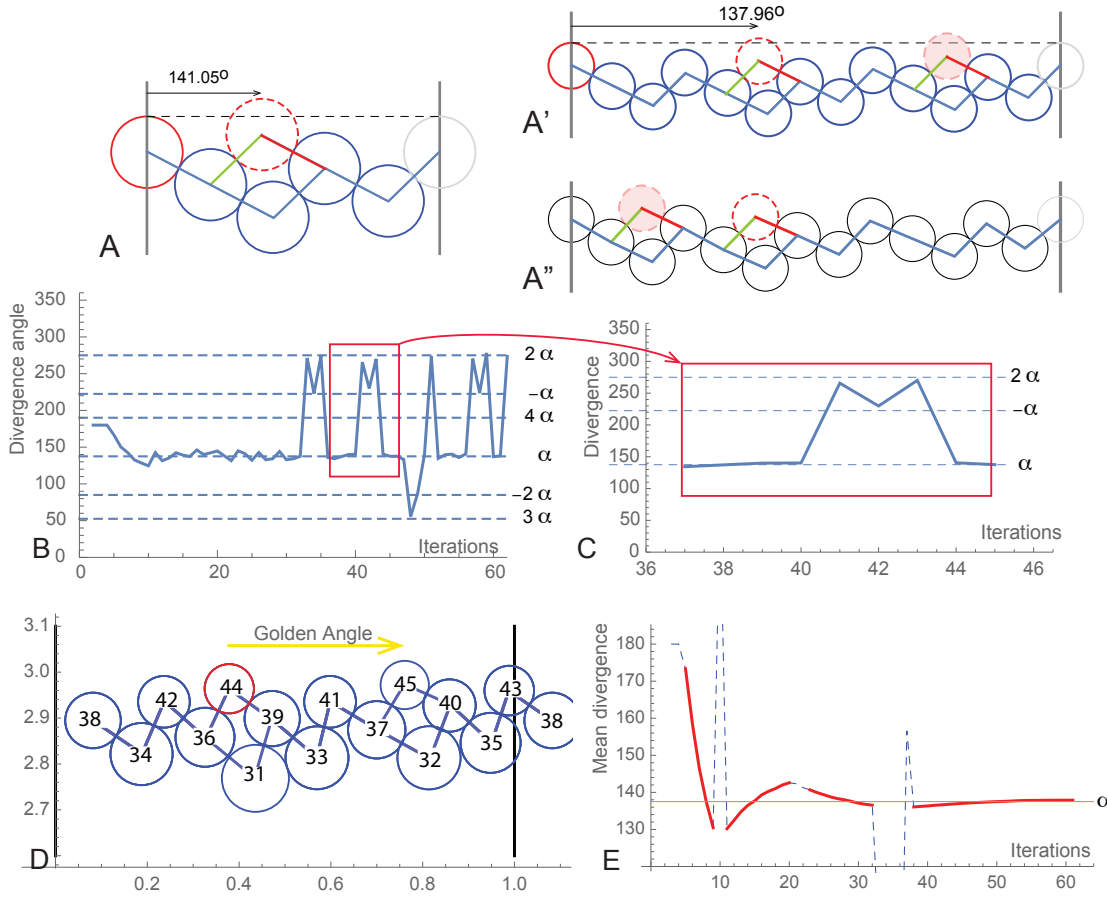 141.05o
A
137.96o
A'
A"
Divergence angle
350
300
250
200
150
100
50
0
2 α
−α
4 α
α
−2 α
3 α
B
Iterations
0
20
40
60
Divergence
350
300
250
200
150
100
50
0
2 α
−α
α
C
Iterations
36
38
40
42
44
46
D
3.1
3.0
2.9
2.8
2.7
Golden Angle
38
42
44
41
45
43
34
36
39
37
40
35
38
31
33
32
0.2
0.4
0.6
0.8
1.0
Mean divergence
180
170
160
150
140
130
α
E
Iterations
10
20
30
40
50
60